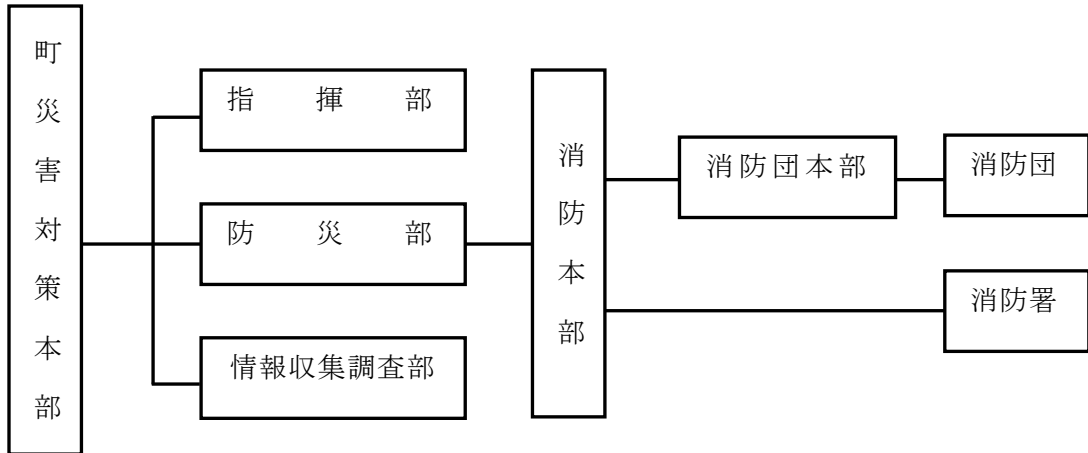 町災害対策本部
指揮部
防災部
情報収集調査部
消防本部
消防団本部
消防団
消防署